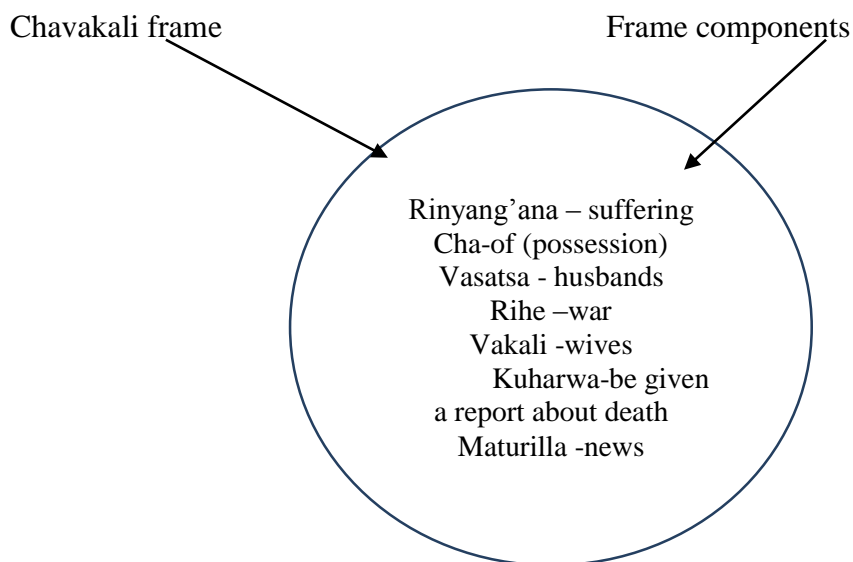 Chavakali frame
Frame components
Rinyang’ana – suffering
Cha-of (possession)
Vasatsa - husbands
Rihe –war
Vakali -wives
Kuharwa-be given
a report about death
Maturilla -news